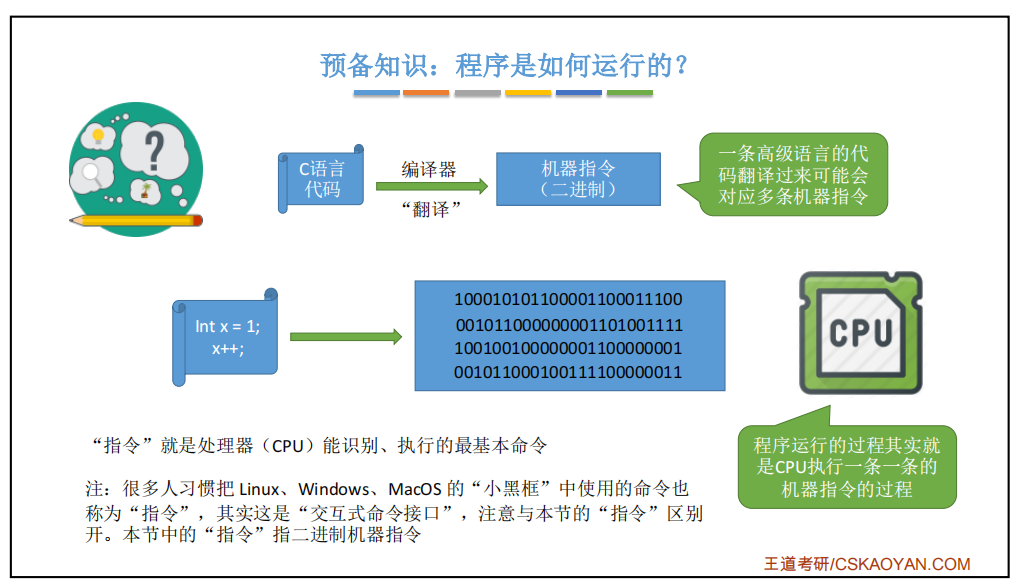 预备知识：程序是如何运行的？
C语言
代码
编译器
“翻译”
机器指令
（二进制）
一条高级语言的代
码翻译过来可能会
对应多条机器指令
Int x = 1;
x++;
100010101100001100011100
001011000000001101001111
100100100000001100000001
001011000100111100000011
CPU
“指令”就是处理器（CPU）能识别、执行的最基本命令
程序运行的过程其实就
是CPU执行一条一条的
机器指令的过程
注：很多人习惯把 Linux、Windows、MacOS 的“小黑框”中使用的命令也
称为“指令”，其实这是“交互式命令接口”，注意与本节的“指令”区别
开。本节中的“指令”指二进制机器指令
王道考研/CSKAOYAN.COM